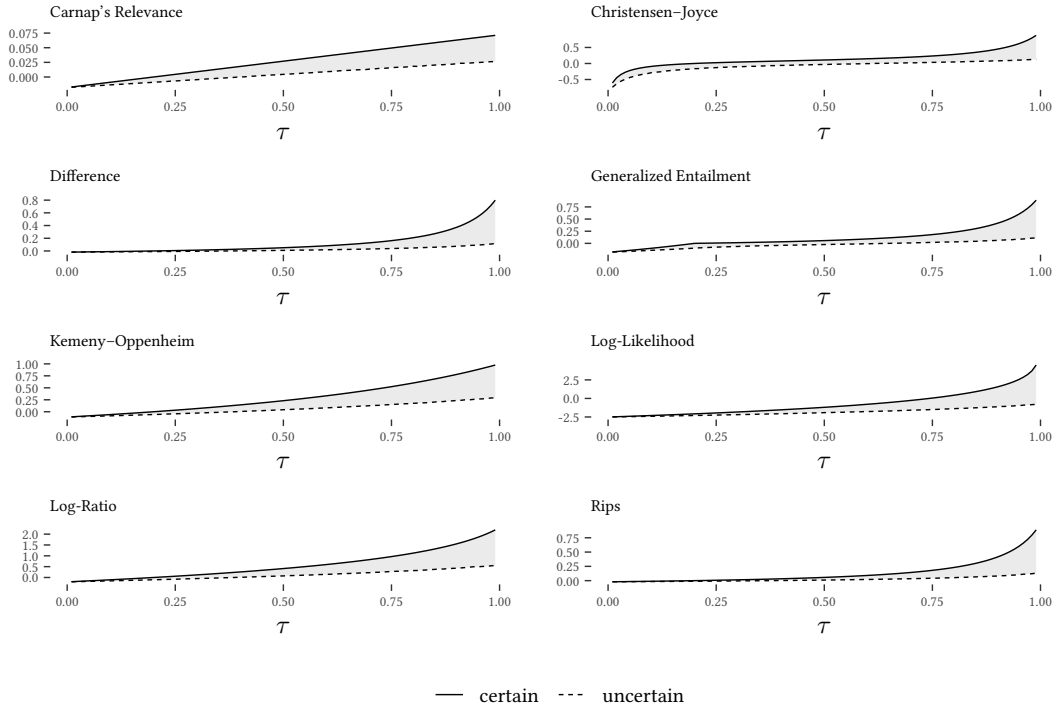 Carnap's Relevance
0.075
0.050
0.025
0.000
0.00 0.25 0.50 0.75 1.00
τ
Christensen–Joyce
0.5
0.0
-0.5
0.00 0.25 0.50 0.75 1.00
τ
Difference
0.8
0.6
0.4
0.2
0.0
0.00 0.25 0.50 0.75 1.00
τ
Generalized Entailment
0.75
0.50
0.25
0.00
0.00 0.25 0.50 0.75 1.00
τ
Kemeny–Oppenheim
1.00
0.75
0.50
0.25
0.00
0.00 0.25 0.50 0.75 1.00
τ
Log-Likelihood
2.5
0.0
-2.5
0.00 0.25 0.50 0.75 1.00
τ
Log-Ratio
2.0
1.5
1.0
0.5
0.0
0.00 0.25 0.50 0.75 1.00
τ
Rips
0.75
0.50
0.25
0.00
0.00 0.25 0.50 0.75 1.00
τ
certain uncertain